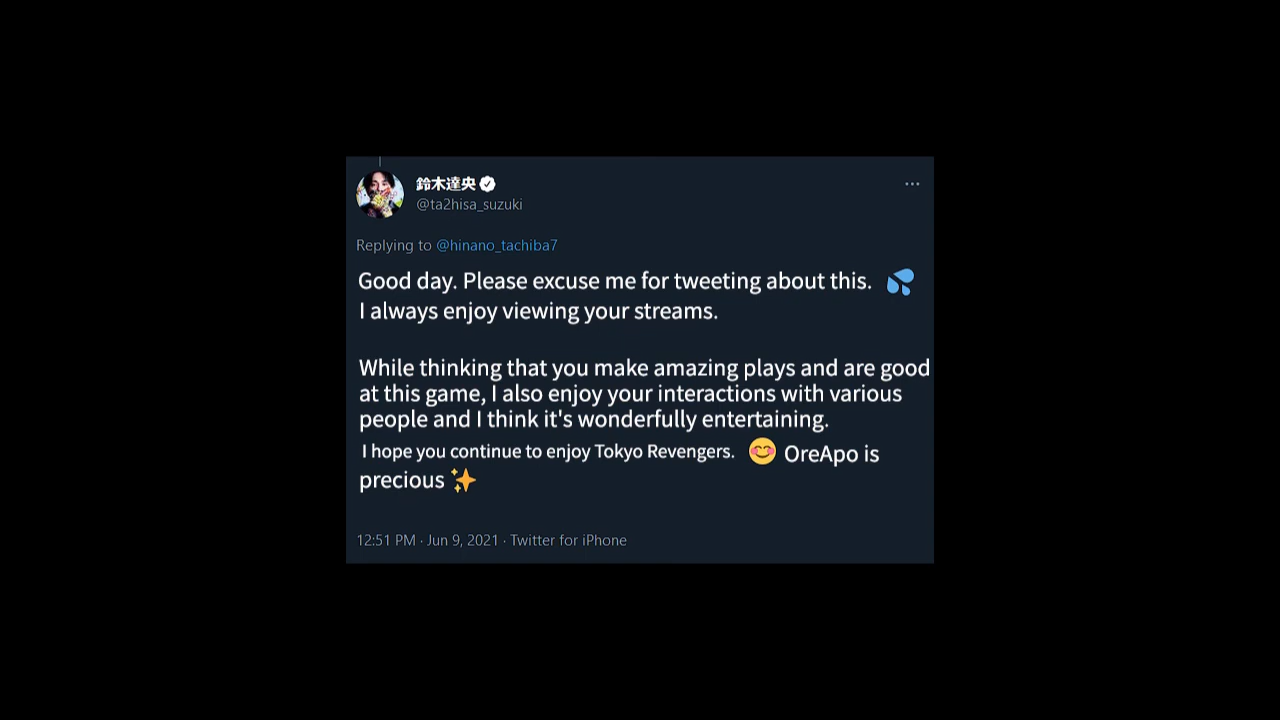 鈴木達央
@ta2hisa_suzuki
Replying to @hinano_tachiba7
Good day. Please excuse me for tweeting about this. 💦
I always enjoy viewing your streams.
While thinking that you make amazing plays and are good
at this game, I also enjoy your interactions with various
people and I think it's wonderfully entertaining.
I hope you continue to enjoy Tokyo Revengers. 😊 OreApo is
precious ✨
12:51 PM · Jun 9, 2021 · Twitter for iPhone